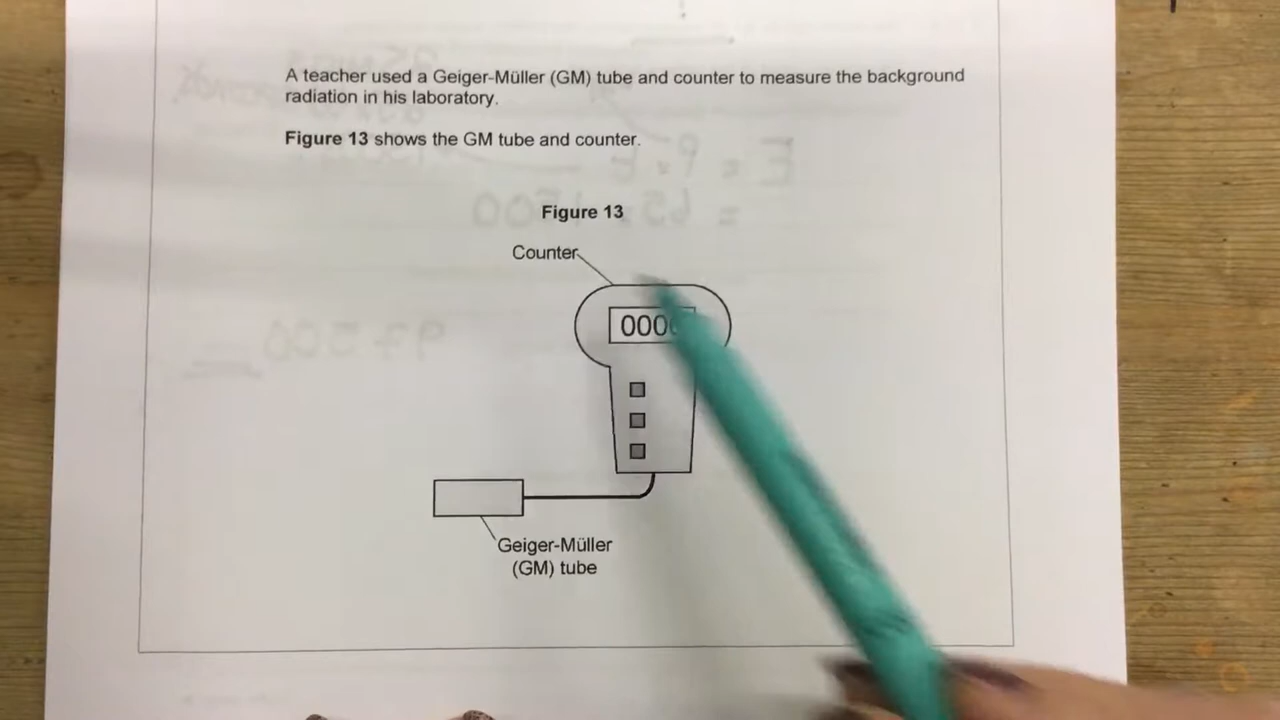 A teacher used a Geiger-Müller (GM) tube and counter to measure the background
radiation in his laboratory.
Figure 13 shows the GM tube and counter.
Figure 13
Counter
000
Geiger-Müller
(GM) tube